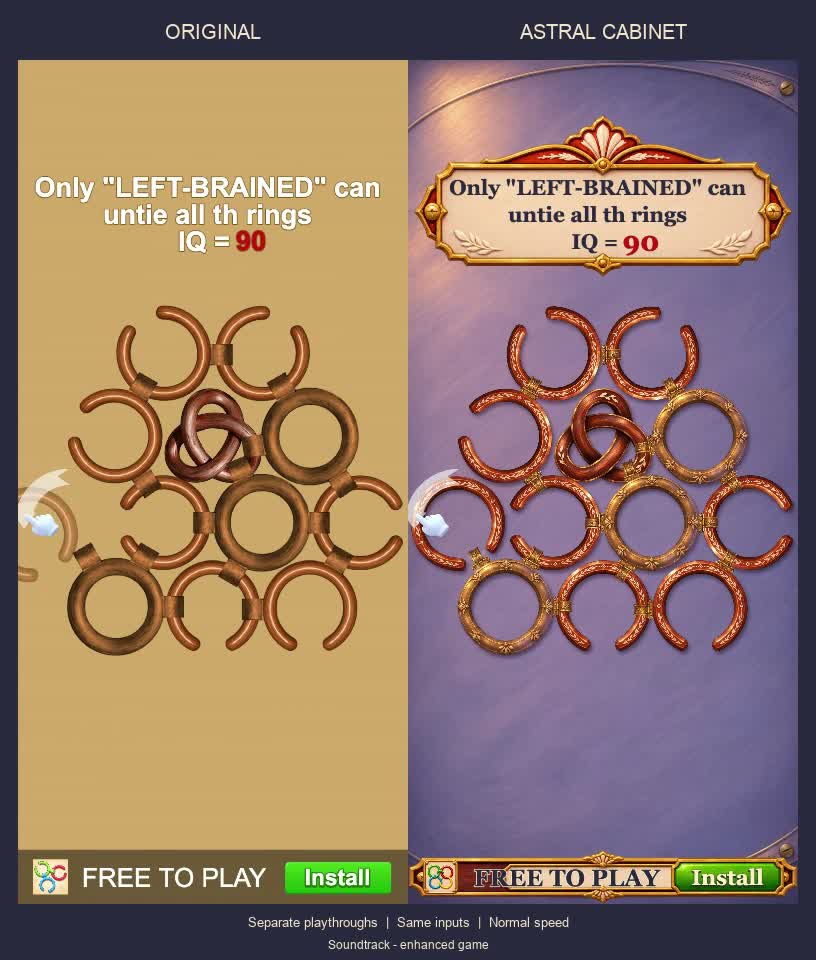 ORIGINAL
ASTRAL CABINET
Only "LEFT-BRAINED" can
untie all th rings
IQ = 90
Only "LEFT-BRAINED" can
untie all th rings
IQ = 90
FREE TO PLAY
Install
FREE TO PLAY
Install
Separate playthroughs | Same inputs | Normal speed
Soundtrack - enhanced game